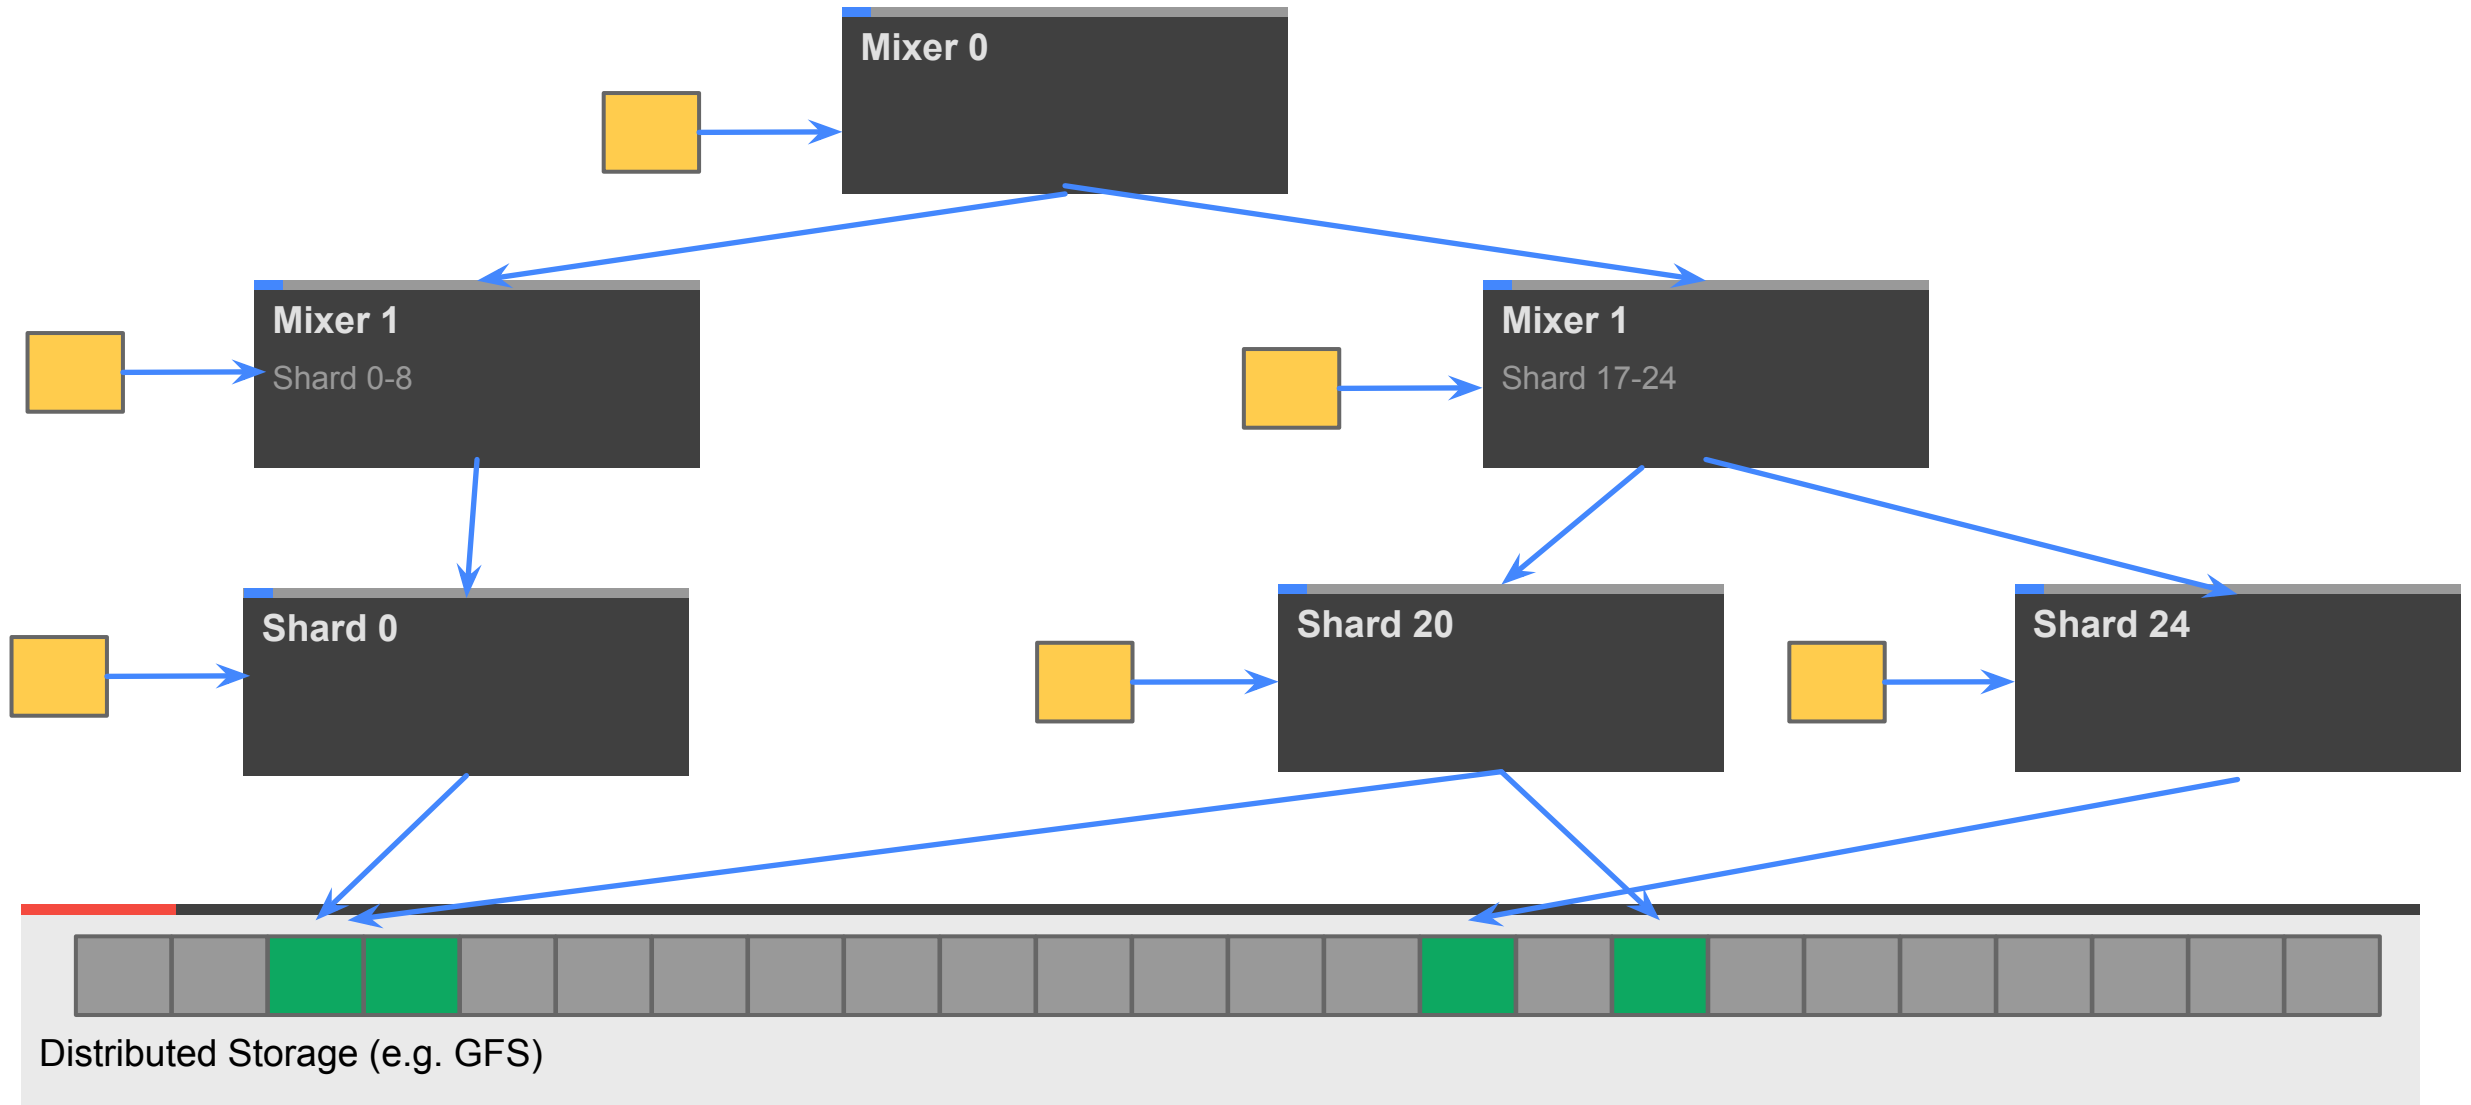 Mixer 0
Mixer 1
Shard 0-8
Mixer 1
Shard 17-24
Shard 0
Shard 20
Shard 24
Distributed Storage (e.g. GFS)